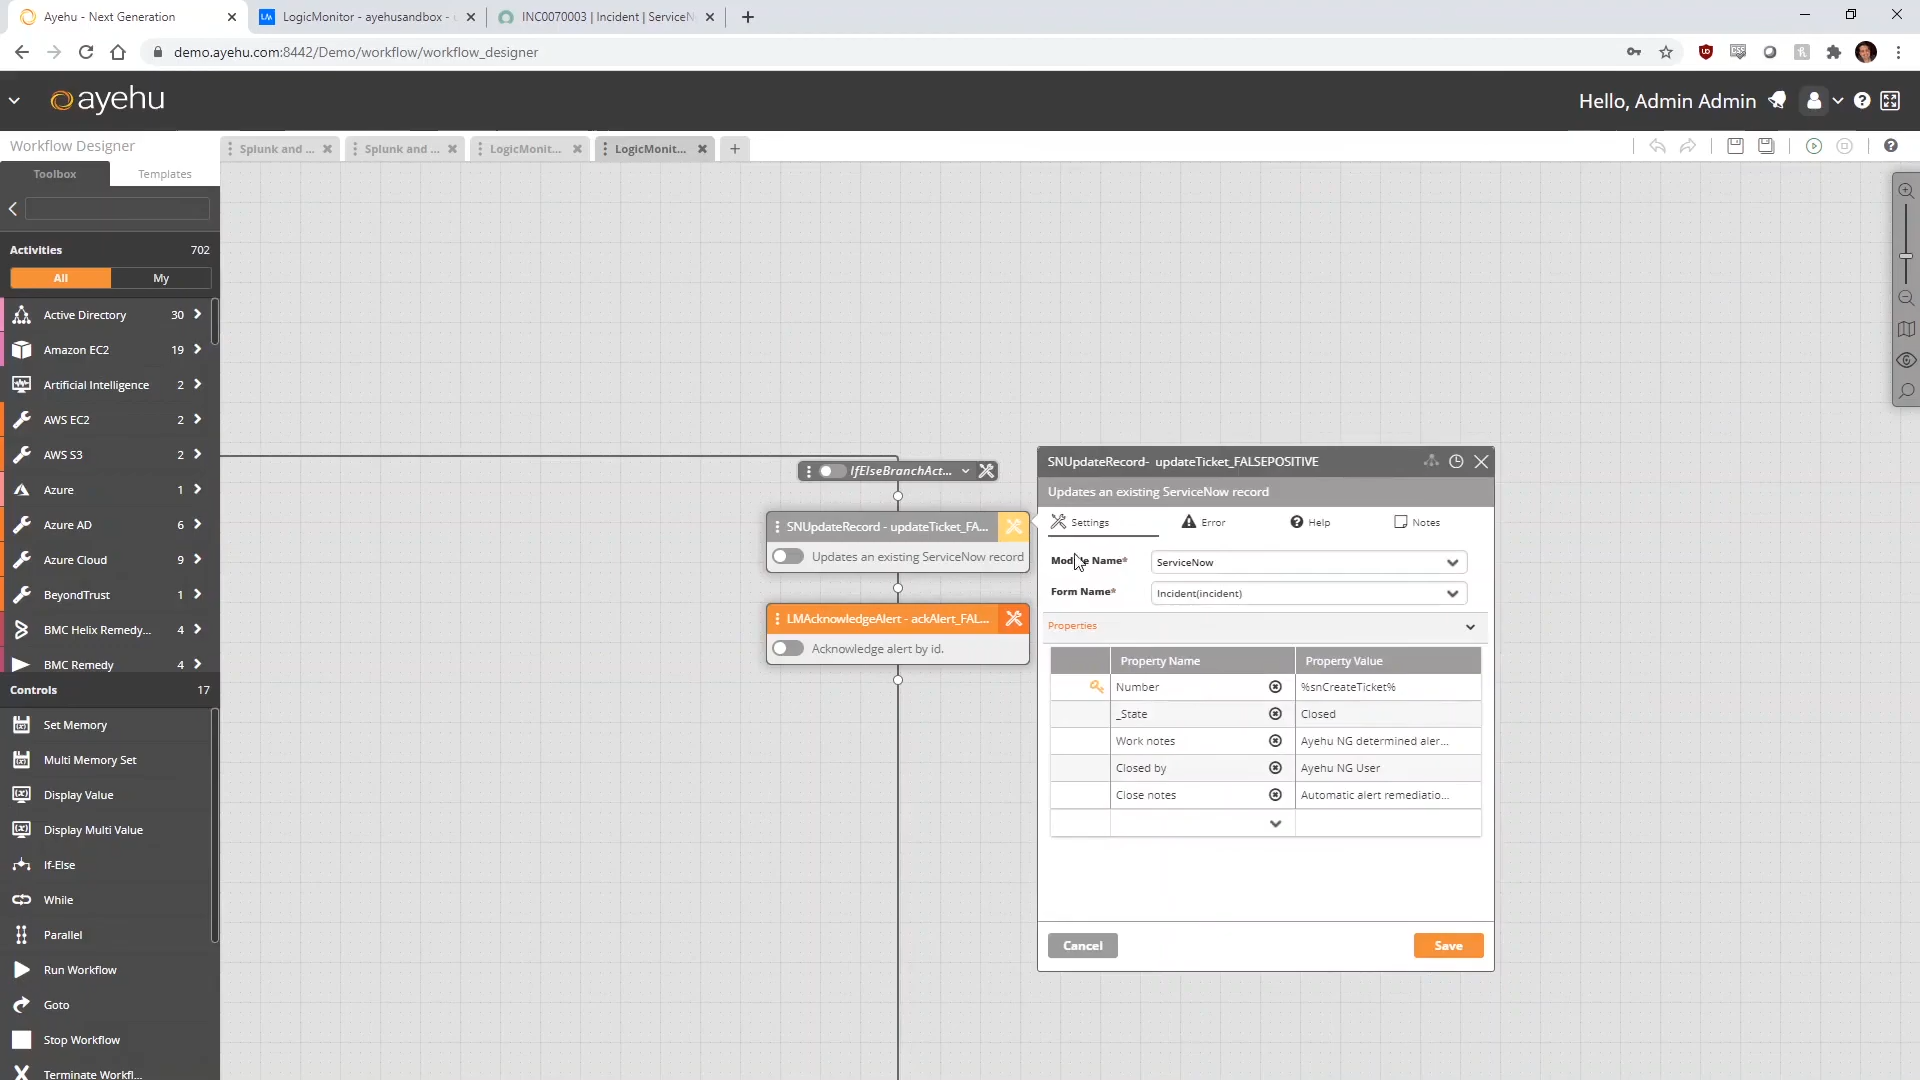 Ayehu - Next Generation
LogicMonitor - ayehusandbox -
INC0070003 | Incident | ServiceN
demo.ayehu.com:8442/Demo/workflow/workflow_designer
ayehu
Hello, Admin Admin
Workflow Designer
Splunk and ...
Splunk and ...
LogicMonit...
LogicMonit...
Toolbox
Templates
Activities 702
All
My
Active Directory 30
Amazon EC2 19
Artificial Intelligence 2
AWS EC2 2
AWS S3 2
Azure 1
Azure AD 6
Azure Cloud 9
BeyondTrust 1
BMC Helix Remedy... 4
BMC Remedy 4
Controls 17
Set Memory
Multi Memory Set
Display Value
Display Multi Value
If-Else
While
Parallel
Run Workflow
Goto
Stop Workflow
Terminate Workfl...
IfElseBranchAct...
SNUpdateRecord - updateTicket_FA...
Updates an existing ServiceNow record
LMAcknowledgeAlert - ackAlert_FAL...
Acknowledge alert by id.
SNUpdateRecord- updateTicket_FALSEPOSITIVE
Updates an existing ServiceNow record
Settings
Error
Help
Notes
Name*
ServiceNow
Form Name*
Incident(incident)
Properties
Property Name
Property Value
Number
%snCreateTicket%
_State
Closed
Work notes
Ayehu NG determined aler...
Closed by
Ayehu NG User
Close notes
Automatic alert remediatio...
Cancel
Save